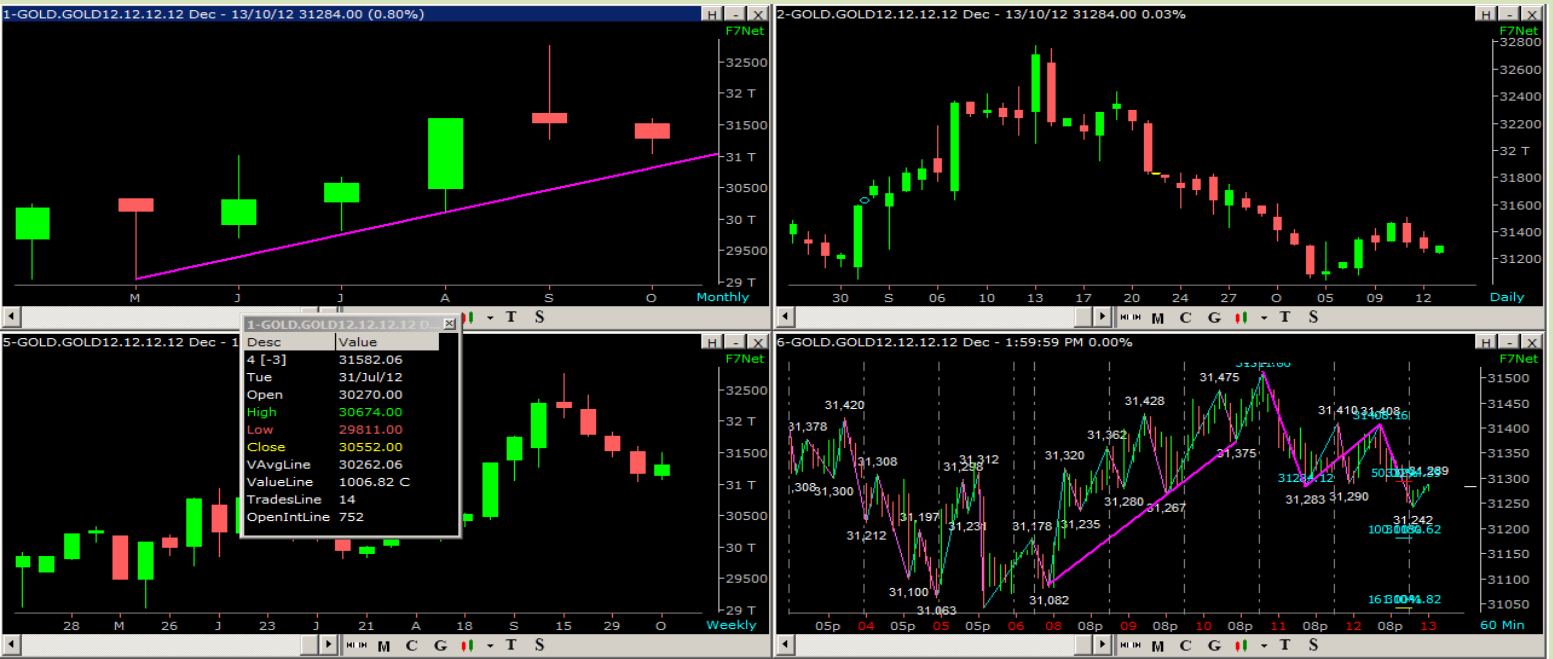 1-GOLD.GOLD12.12.12.12 Dec - 13/10/12 31284.00 (0.80%)
H - X
F7Net
32500
32 T
31500
31 T
30500
30 T
29500
29 T
M J J A S O
Monthly
T S
2-GOLD.GOLD12.12.12.12 Dec - 13/10/12 31284.00 0.03%
H - X
F7Net
32800
32600
32400
32200
32 T
31800
31600
31400
31200
30 S 06 10 13 17 20 24 27 O 05 09 12
Daily
M C G T S
5-GOLD.GOLD12.12.12.12 Dec - 1
H - X
F7Net
32500
32 T
31500
31 T
30500
30 T
29500
29 T
28 M 26 J 23 J 21 A 18 S 15 29 O
Weekly
M C G T S
1-GOLD.GOLD12.12.12.12 D...
Desc Value
4 [-3] 31582.06
Tue 31/Jul/12
Open 30270.00
High 30674.00
Low 29811.00
Close 30552.00
VAvgLine 30262.06
ValueLine 1006.82 C
TradesLine 14
OpenIntLine 752
6-GOLD.GOLD12.12.12.12 Dec - 1:59:59 PM 0.00%
H - X
F7Net
31500
31450
31400
31350
31300
31250
31200
31150
31100
31050
31,475
31,420
31,428
31,410
31,378
31,362
31,375
31,308
31,298
31,312
31,320
31,289
31,300
31,280
31,283
31,290
31,267
31,235
31,231
31,242
31,212
31,197
31,178
31,100
31,082
31,063
05p 04 05p 05 05p 06 08 08p 09 08p 10 08p 11 08p 12 08p 13
60 Min
M C G T S